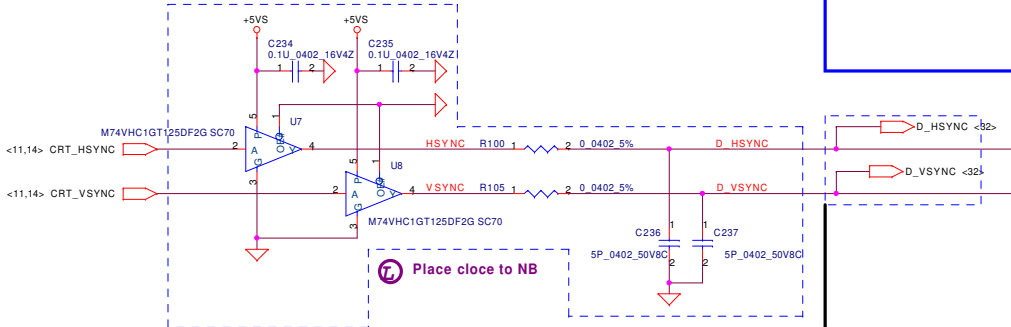 +5VS
+5VS
C234
0.1U_0402_16V4Z
1 2
C235
0.1U_0402_16V4Z
1 2
5
1
U7
P
OE#
M74VHC1GT125DF2G SC70
<11,14> CRT_HSYNC
2
A
Y
4
G
3
HSYNC
R100
1
2
0_0402_5%
D_HSYNC
D_HSYNC <32>
5
1
U8
P
OE#
<11,14> CRT_VSYNC
2
A
Y
4
G
3
VSYNC
R105
1
2
0_0402_5%
D_VSYNC
D_VSYNC <32>
M74VHC1GT125DF2G SC70
C236
1
2
5P_0402_50V8C
C237
1
2
5P_0402_50V8C
Place cloce to NB